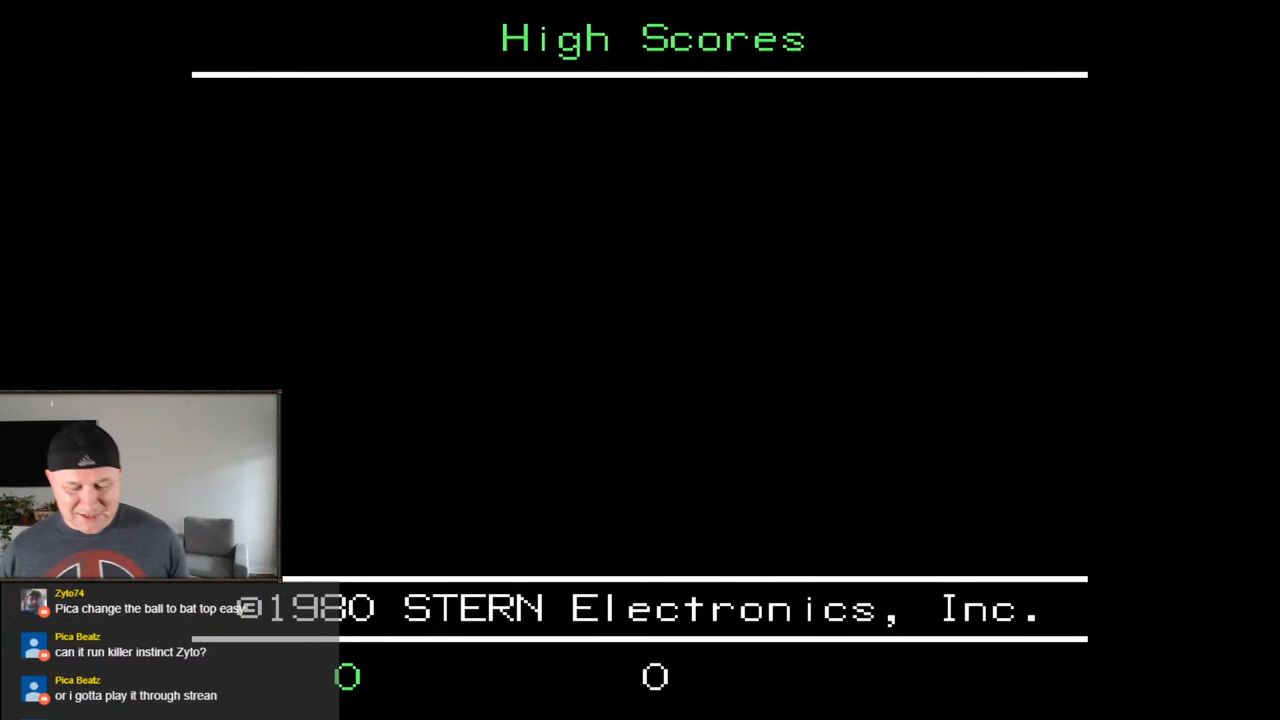 High Scores
Zyto74
Pica change the ball to bat top easy
©1980 STERN Electronics, Inc.
Pica Beatz
can it run killer instinct Zyto?
Pica Beatz
or i gotta play it through strean
0 0